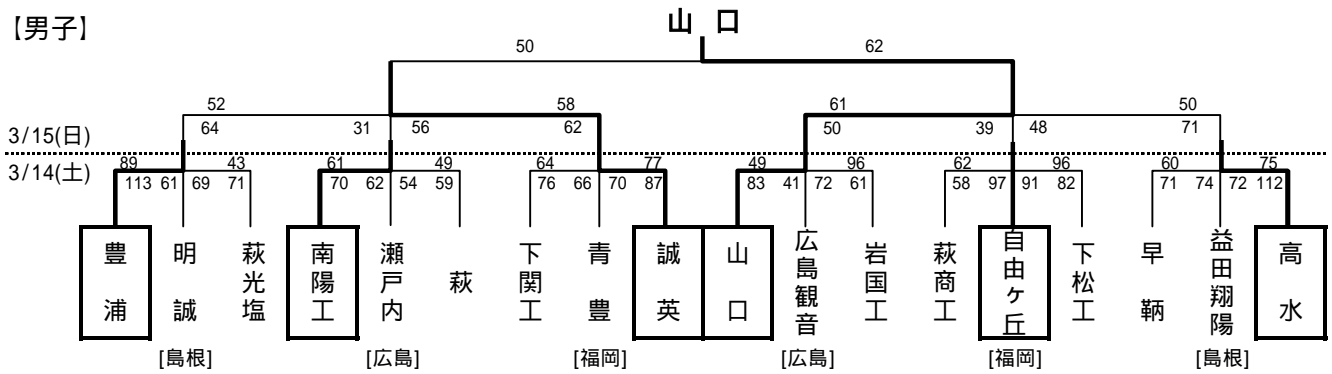 【男子】
山口
50 62
52 58 61 50
64 31 56 62 50 39 48 71
3/15(日)
3/14(土)
89 43 61 49 64 77 49 96 62 96 60 75
113 61 69 71 70 62 54 59 76 66 70 87 83 41 72 61 58 97 91 82 71 74 72 112
豊浦
明誠
萩光塩
南陽工
瀬戸内
萩
下関工
青豊
誠英
山口
広島観音
岩国工
萩商工
自由ヶ丘
下松工
早鞆
益田翔陽
高水
[島根] [広島] [福岡] [広島] [福岡] [島根]